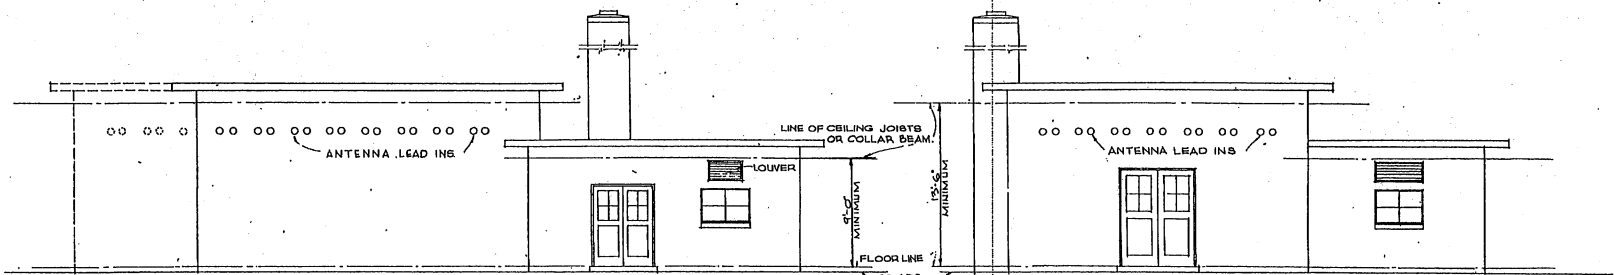 ANTENNA LEAD INS
LOUVER
LINE OF CEILING JOISTS
OR COLLAR BEAM.
9'-0"
MINIMUM
13'-6"
MINIMUM
FLOOR LINE
ANTENNA LEAD INS